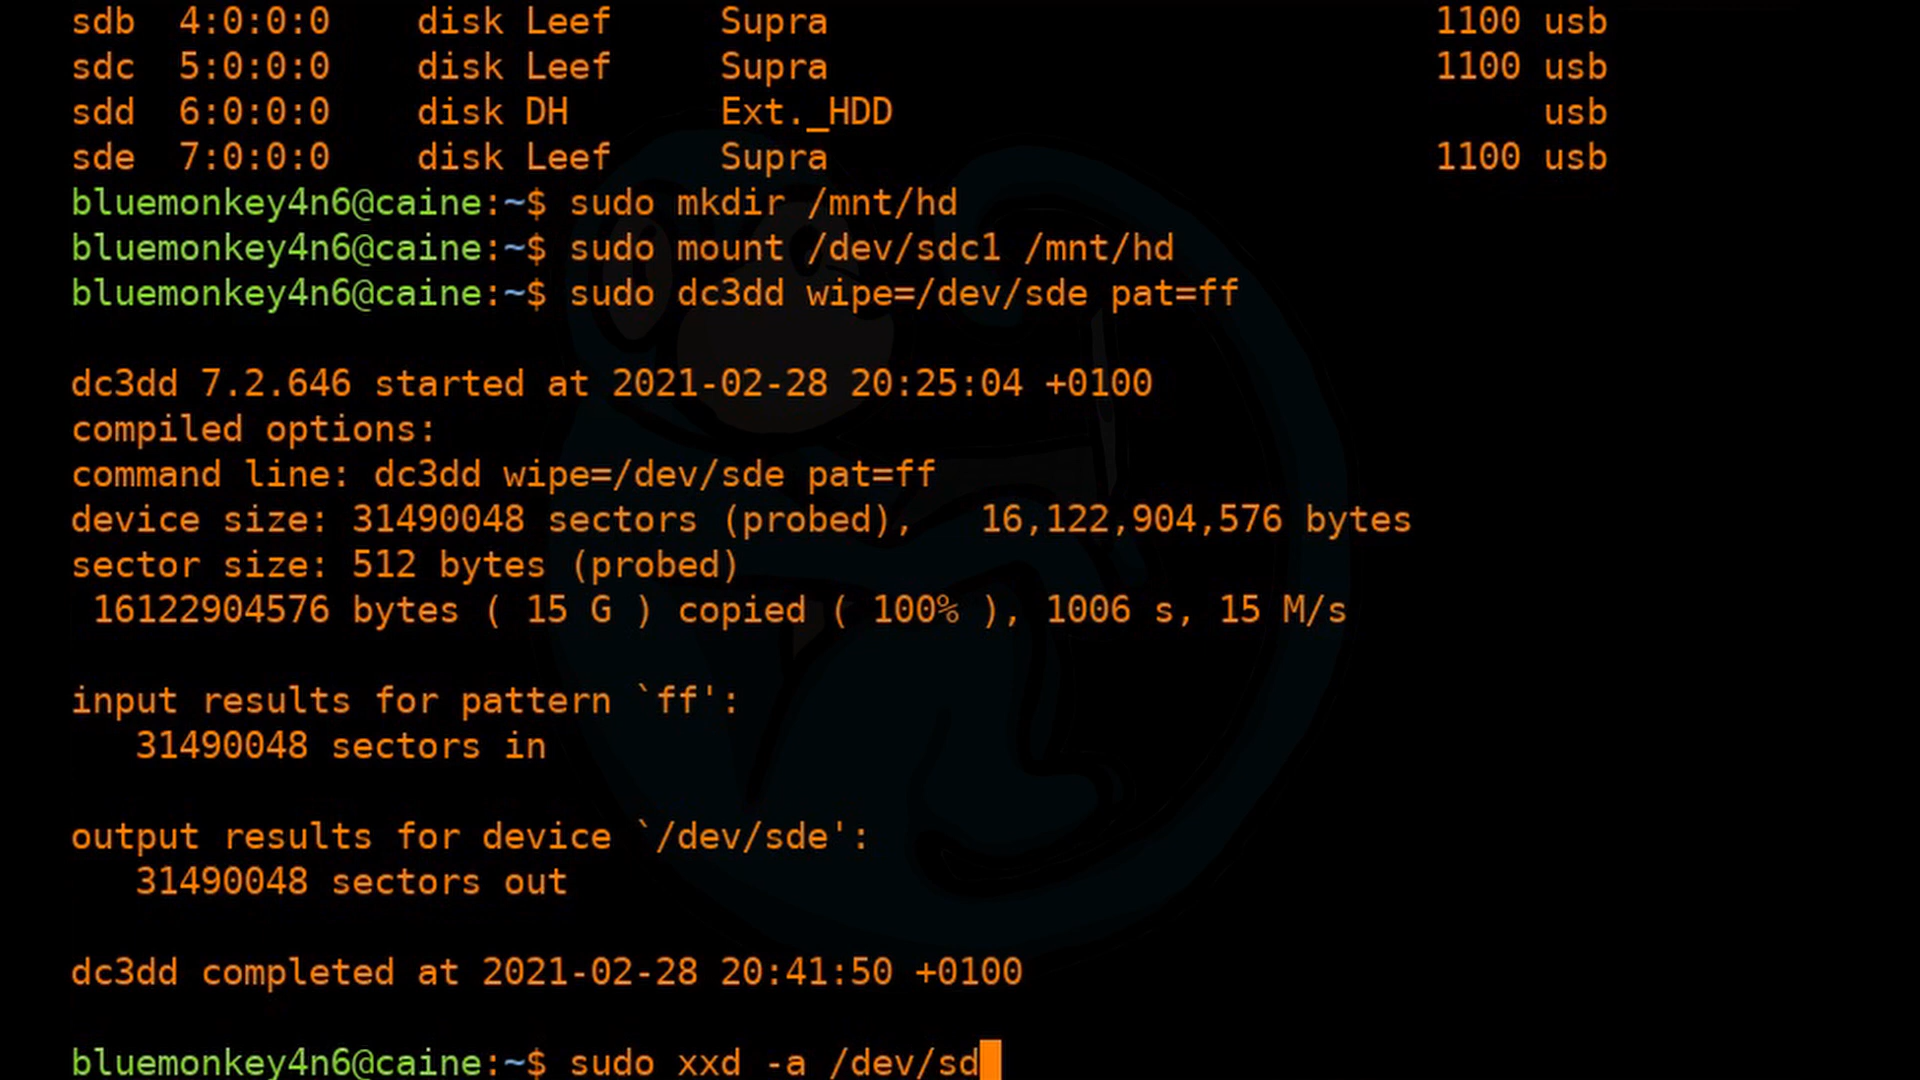 sdb 4:0:0:0 disk Leef Supra 1100 usb
sdc 5:0:0:0 disk Leef Supra 1100 usb
sdd 6:0:0:0 disk DH Ext._HDD usb
sde 7:0:0:0 disk Leef Supra 1100 usb
bluemonkey4n6@caine:~$ sudo mkdir /mnt/hd
bluemonkey4n6@caine:~$ sudo mount /dev/sdc1 /mnt/hd
bluemonkey4n6@caine:~$ sudo dc3dd wipe=/dev/sde pat=ff
dc3dd 7.2.646 started at 2021-02-28 20:25:04 +0100
compiled options:
command line: dc3dd wipe=/dev/sde pat=ff
device size: 31490048 sectors (probed), 16,122,904,576 bytes
sector size: 512 bytes (probed)
16122904576 bytes ( 15 G ) copied ( 100% ), 1006 s, 15 M/s
input results for pattern `ff':
31490048 sectors in
output results for device `/dev/sde':
31490048 sectors out
dc3dd completed at 2021-02-28 20:41:50 +0100
bluemonkey4n6@caine:~$ sudo xxd -a /dev/sd